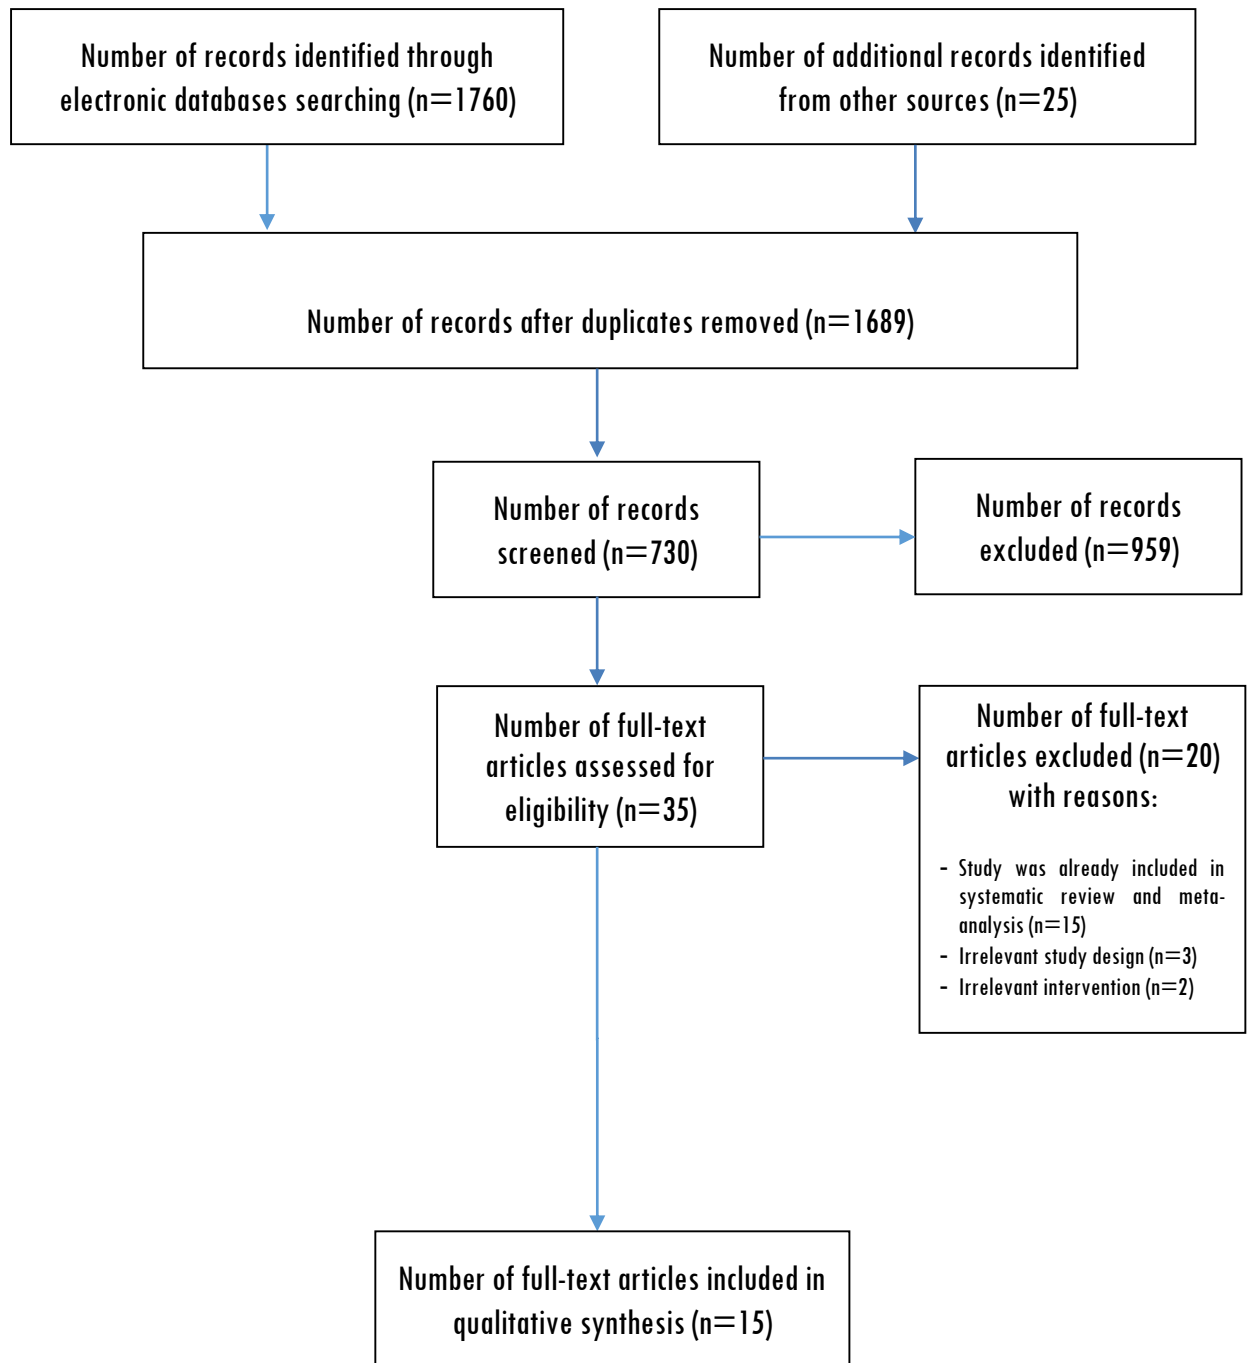 Number of records identified through
electronic databases searching (n=1760)
Number of additional records identified
from other sources (n=25)
Number of records after duplicates removed (n=1689)
Number of records
screened (n=730)
Number of records
excluded (n=959)
Number of full-text
articles assessed for
eligibility (n=35)
Number of full-text
articles excluded (n=20)
with reasons:
- Study was already included in
systematic review and meta-
analysis (n=15)
- Irrelevant study design (n=3)
- Irrelevant intervention (n=2)
Number of full-text articles included in
qualitative synthesis (n=15)